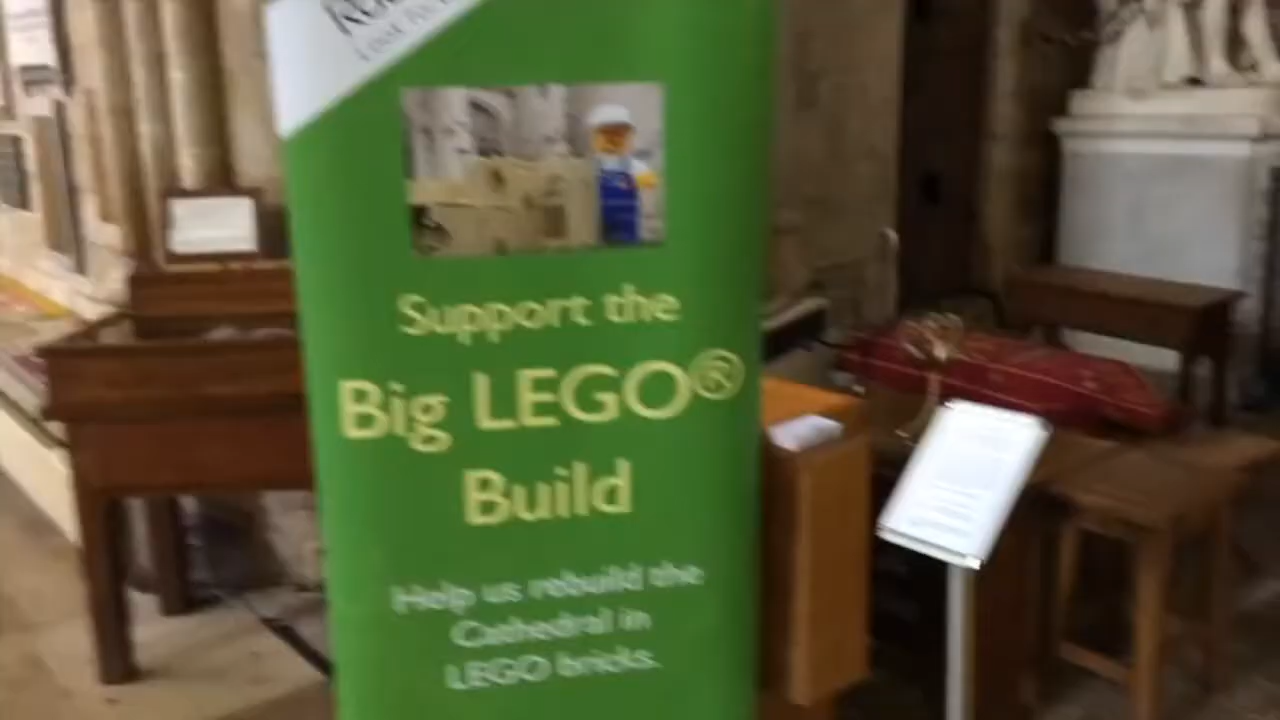 Support the
Big LEGO®
Build
Help us rebuild the
Cathedral in
LEGO bricks.